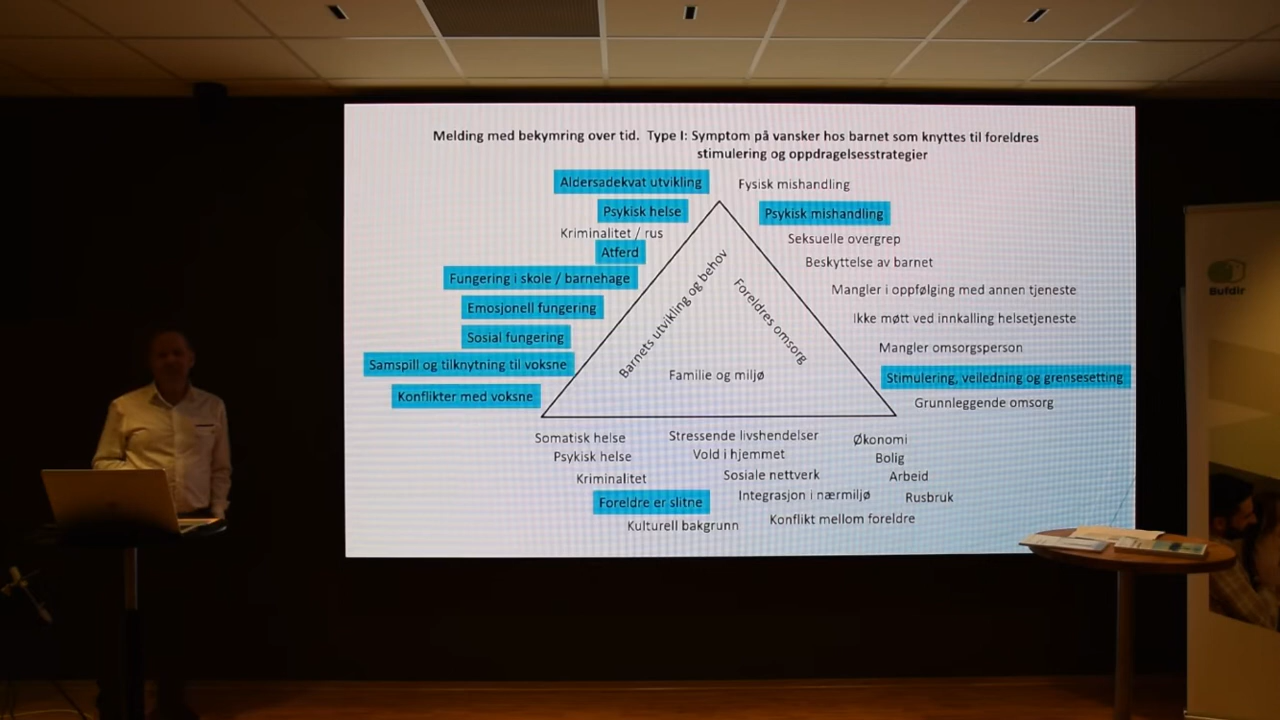 Melding med bekymring over tid.  Type I: Symptom på vansker hos barnet som knyttes til foreldres
stimulering og oppdragelsesstrategier
Aldersadekvat utvikling
Psykisk helse
Kriminalitet / rus
Atferd
Fungering i skole / barnehage
Emosjonell fungering
Sosial fungering
Samspill og tilknytning til voksne
Konflikter med voksne
Fysisk mishandling
Psykisk mishandling
Seksuelle overgrep
Beskyttelse av barnet
Mangler i oppfølging med annen tjeneste
Ikke møtt ved innkalling helsetjeneste
Mangler omsorgsperson
Stimulering, veiledning og grensesetting
Grunnleggende omsorg
Barnets utvikling og behov
Foreldres omsorg
Familie og miljø
Somatisk helse
Psykisk helse
Kriminalitet
Foreldre er slitne
Kulturell bakgrunn
Stressende livshendelser
Vold i hjemmet
Sosiale nettverk
Integrasjon i nærmiljø
Konflikt mellom foreldre
Økonomi
Bolig
Arbeid
Rusbruk
Bufdir